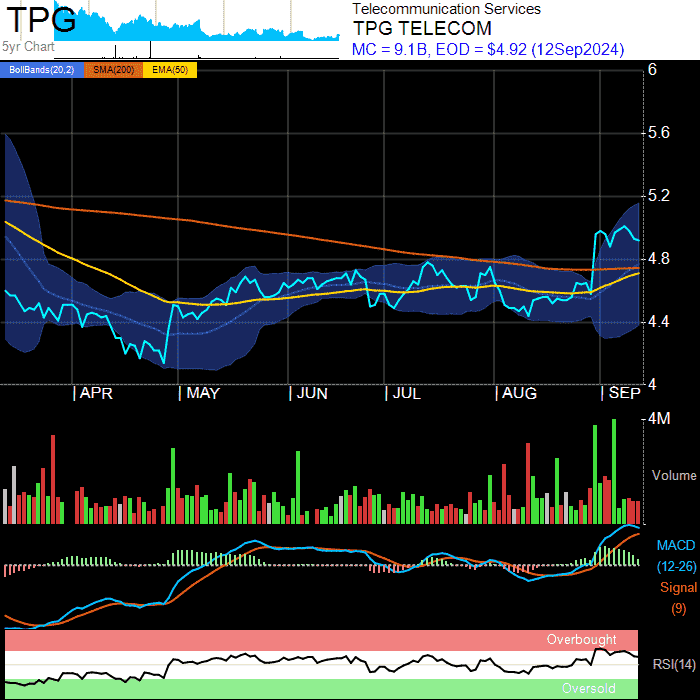 TPG
5yr Chart
Telecommunication Services
TPG TELECOM
MC = 9.1B, EOD = $4.92 (12Sep2024)
BollBands(20,2) SMA(200) EMA(50)
6
5.6
5.2
4.8
4.4
4
APR MAY JUN JUL AUG SEP
4M
Volume
MACD
(12-26)
Signal
(9)
Overbought
RSI(14)
Oversold